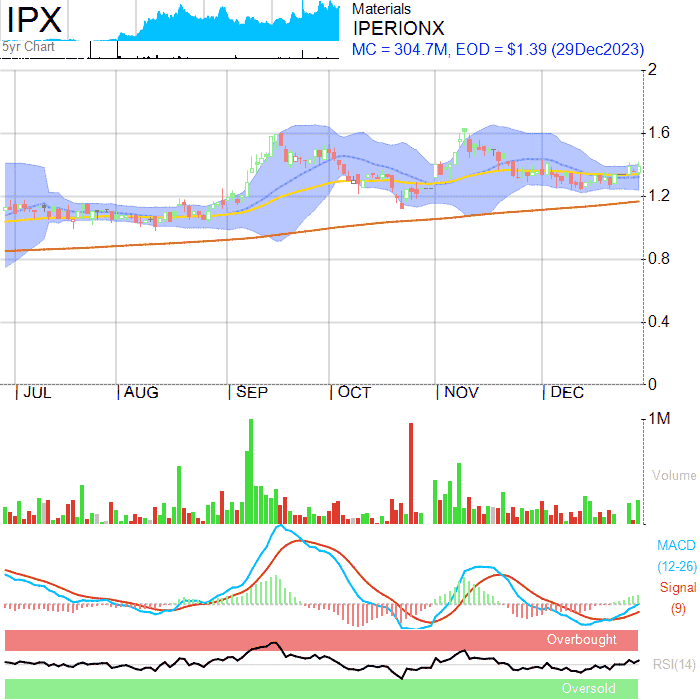 IPX
5yr Chart
Materials
IPERIONX
MC = 304.7M, EOD = $1.39 (29Dec2023)
2
1.6
1.2
0.8
0.4
0
JUL AUG SEP OCT NOV DEC
1M
Volume
MACD
(12-26)
Signal
(9)
Overbought
RSI(14)
Oversold